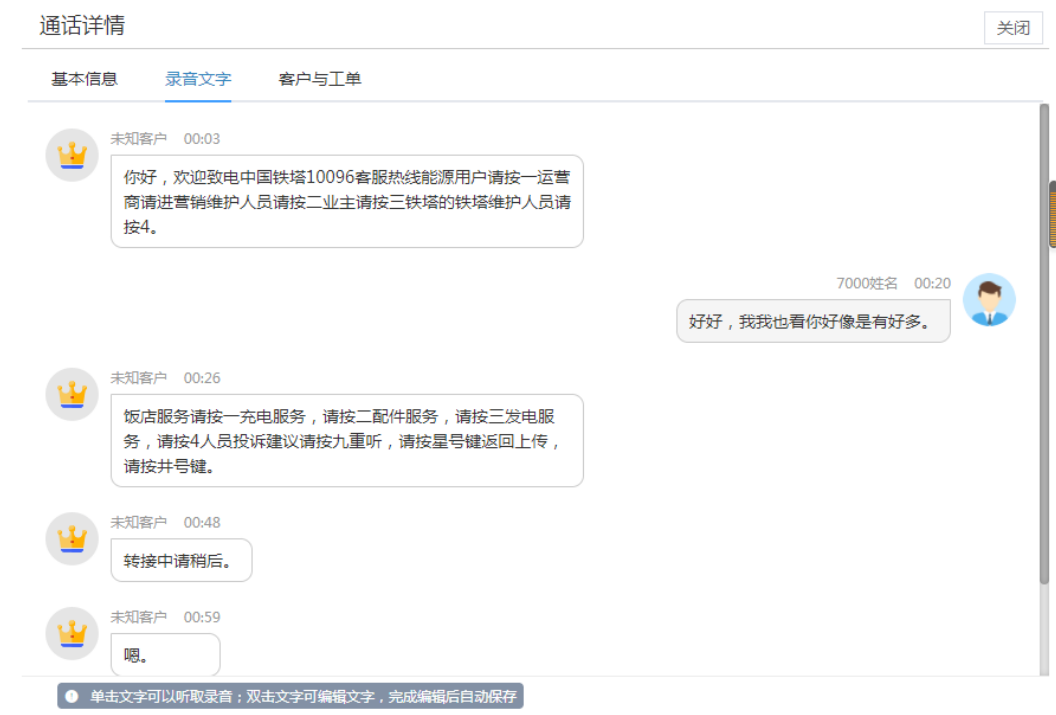 通话详情
关闭
基本信息 录音文字 客户与工单
未知客户 00:03
你好，欢迎致电中国铁塔10096客服热线能源用户请按一运营
商请进营销维护人员请按二业主请按三铁塔的铁塔维护人员请
按4。
7000姓名 00:20
好好，我我也看你好像是有好多。
未知客户 00:26
饭店服务请按一充电服务，请按二配件服务，请按三发电服
务，请按4人员投诉建议请按九重听，请按星号键返回上传，
请按井号键。
未知客户 00:48
转接中请稍后。
未知客户 00:59
嗯。
单击文字可以听取录音；双击文字可编辑文字，完成编辑后自动保存